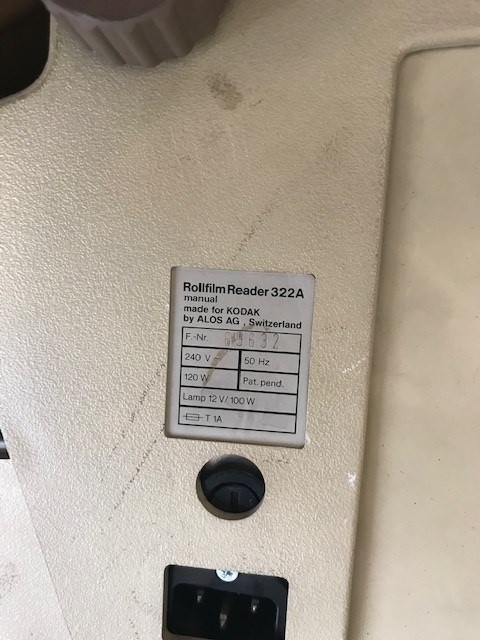 Rollfilm Reader 322A
manual
made for KODAK
by ALOS AG , Switzerland
F.-Nr.
240 V~ 50 Hz
120 W Pat. pend.
Lamp 12 V/100 W
T 1A